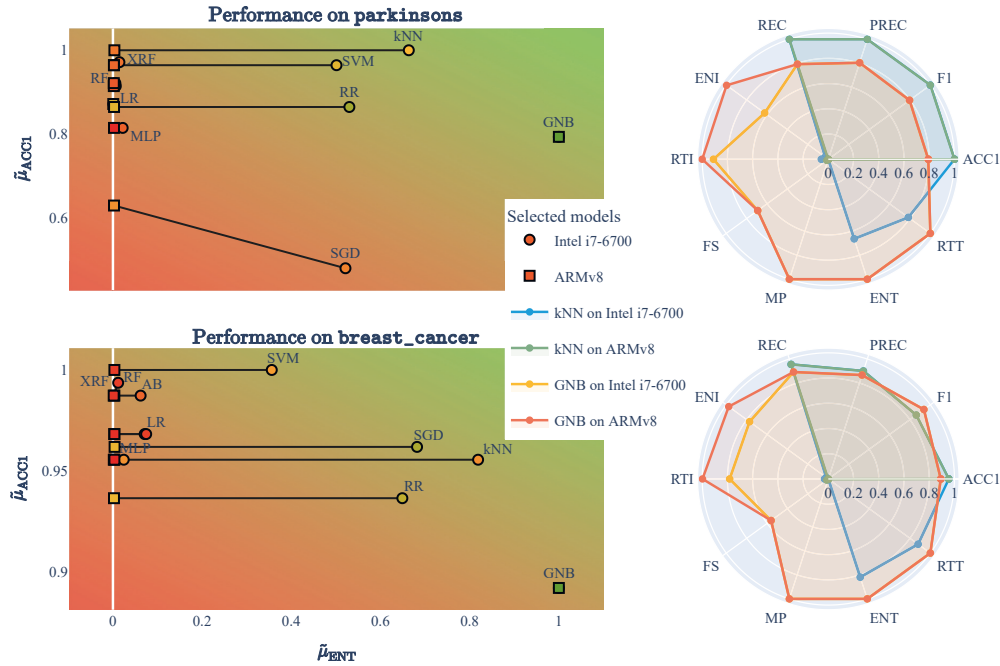 Performance on parkinsons
1
0.8
0.6
μ̃ACC1
kNN
XRF
SVM
RF
LR
RR
MLP
GNB
SGD
Selected models
Intel i7-6700
ARMv8
kNN on Intel i7-6700
kNN on ARMv8
GNB on Intel i7-6700
GNB on ARMv8
REC
PREC
ENI
F1
RTI
0 0.2 0.4 0.6 0.8 1
ACC1
FS
RTT
MP
ENT
Performance on breast_cancer
1
0.95
0.9
μ̃ACC1
SVM
XRF
RF
AB
LR
SGD
MLP
kNN
RR
GNB
0 0.2 0.4 0.6 0.8 1
μ̃ENT
REC
PREC
ENI
F1
RTI
0 0.2 0.4 0.6 0.8 1
ACC1
FS
RTT
MP
ENT